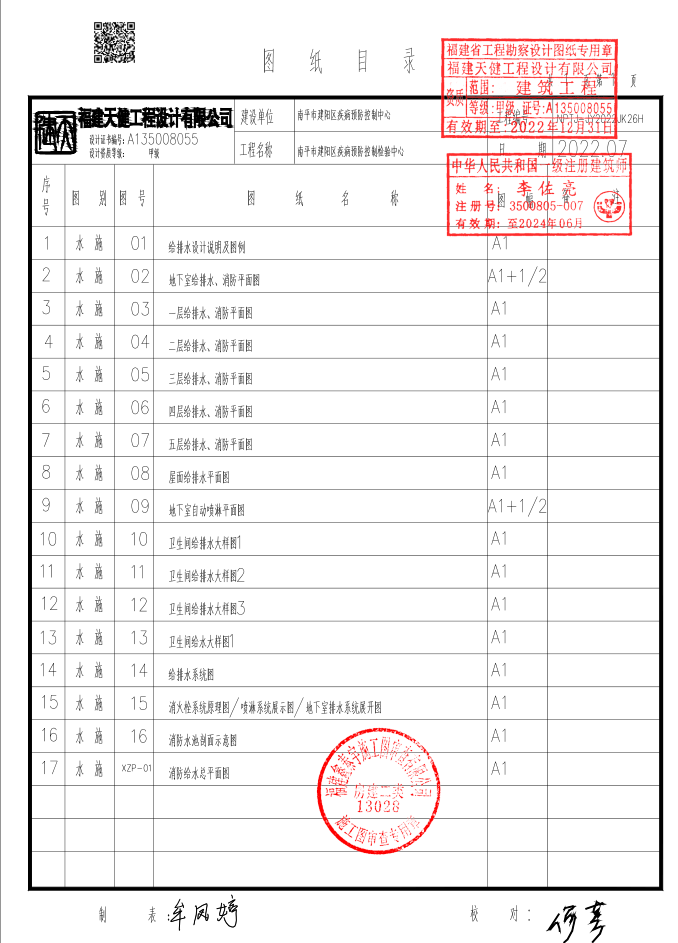 图 纸 目 录
福建省工程勘察设计图纸专用章
福建天健工程设计有限公司
资质
范围: 建筑工程
等级:甲级 证号:A135008055
有效期至:2022年12月31日
页
福建天健工程设计有限公司
设计证书编号: A135008055
设计资质等级: 甲级
建设单位
南平市建阳区疾病预防控制中心
工程编号
NPTJ-JY2022JK26H
工程名称
南平市建阳区疾病预防控制检验中心
日 期
2022.07
中华人民共和国一级注册建筑师
姓 名: 李佐亮
注册号: 3500805-007
有效期: 至2024年06月
序号 图 别 图 号 图 纸 名 称 图 幅 备 注
1 水 施 01 给排水设计说明及图例 A1
2 水 施 02 地下室给排水、消防平面图 A1+1/2
3 水 施 03 一层给排水、消防平面图 A1
4 水 施 04 二层给排水、消防平面图 A1
5 水 施 05 三层给排水、消防平面图 A1
6 水 施 06 四层给排水、消防平面图 A1
7 水 施 07 五层给排水、消防平面图 A1
8 水 施 08 屋面给排水平面图 A1
9 水 施 09 地下室自动喷淋平面图 A1+1/2
10 水 施 10 卫生间给排水大样图1 A1
11 水 施 11 卫生间给排水大样图2 A1
12 水 施 12 卫生间给排水大样图3 A1
13 水 施 13 卫生间给水大样图1 A1
14 水 施 14 给排水系统图 A1
15 水 施 15 消火栓系统原理图/喷淋系统展示图/地下室排水系统展开图 A1
16 水 施 16 消防水池剖面示意图 A1
17 水 施 XZP-01 消防给水总平面图 A1
房建二类
13028
施工图审查专用章
制 表: 牟凤婷
校 对: